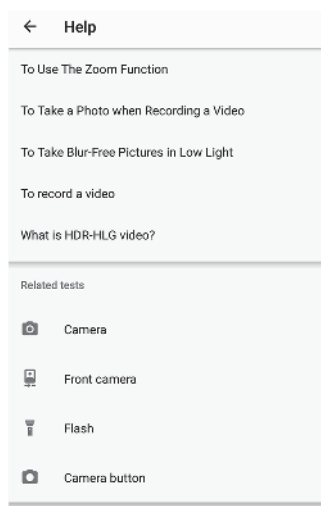 Help
To Use The Zoom Function
To Take a Photo when Recording a Video
To Take Blur-Free Pictures in Low Light
To record a video
What is HDR-HLG video?
Related tests
Camera
Front camera
Flash
Camera button